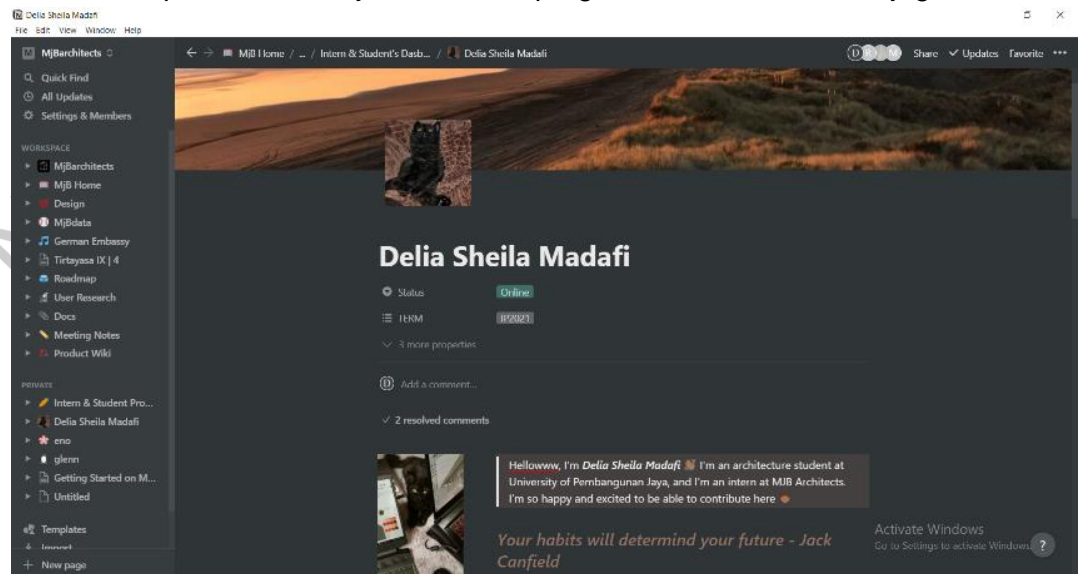 Delia Sheila Madafi
File Edit View Window Help
MjBarchitects
MjB Home / ... / Intern & Student's Dasb... / Delia Sheila Madafi
Share Updates Favorite
Quick Find
All Updates
Settings & Members
WORKSPACE
MjBarchitects
MjB Home
Design
MjBdata
German Embassy
Tirtayasa IX | 4
Roadmap
User Research
Docs
Meeting Notes
Product Wiki
PRIVATE
Intern & Student Pro...
Delia Sheila Madafi
eno
glenn
Getting Started on M...
Untitled
Templates
Import
New page
Delia Sheila Madafi
Status Online
TERM IP2021
3 more properties
Add a comment...
2 resolved comments
Hellowww, I'm Delia Sheila Madafi I'm an architecture student at
University of Pembangunan Jaya, and I'm an intern at MJB Architects.
I'm so happy and excited to be able to contribute here
Your habits will determind your future - Jack
Canfield
Activate Windows
Go to Settings to activate Windows.
?